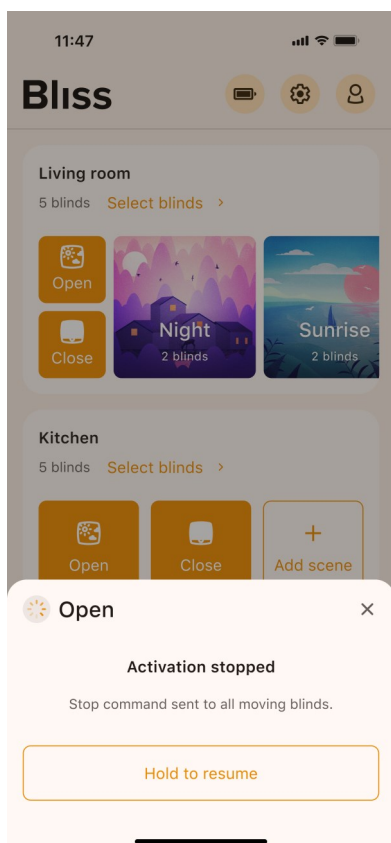 11:47
Bliss
Living room
5 blinds Select blinds
Open
Close
Night
2 blinds
Sunrise
2 blinds
Kitchen
5 blinds Select blinds
Open
Close
Add scene
Open
Activation stopped
Stop command sent to all moving blinds.
Hold to resume